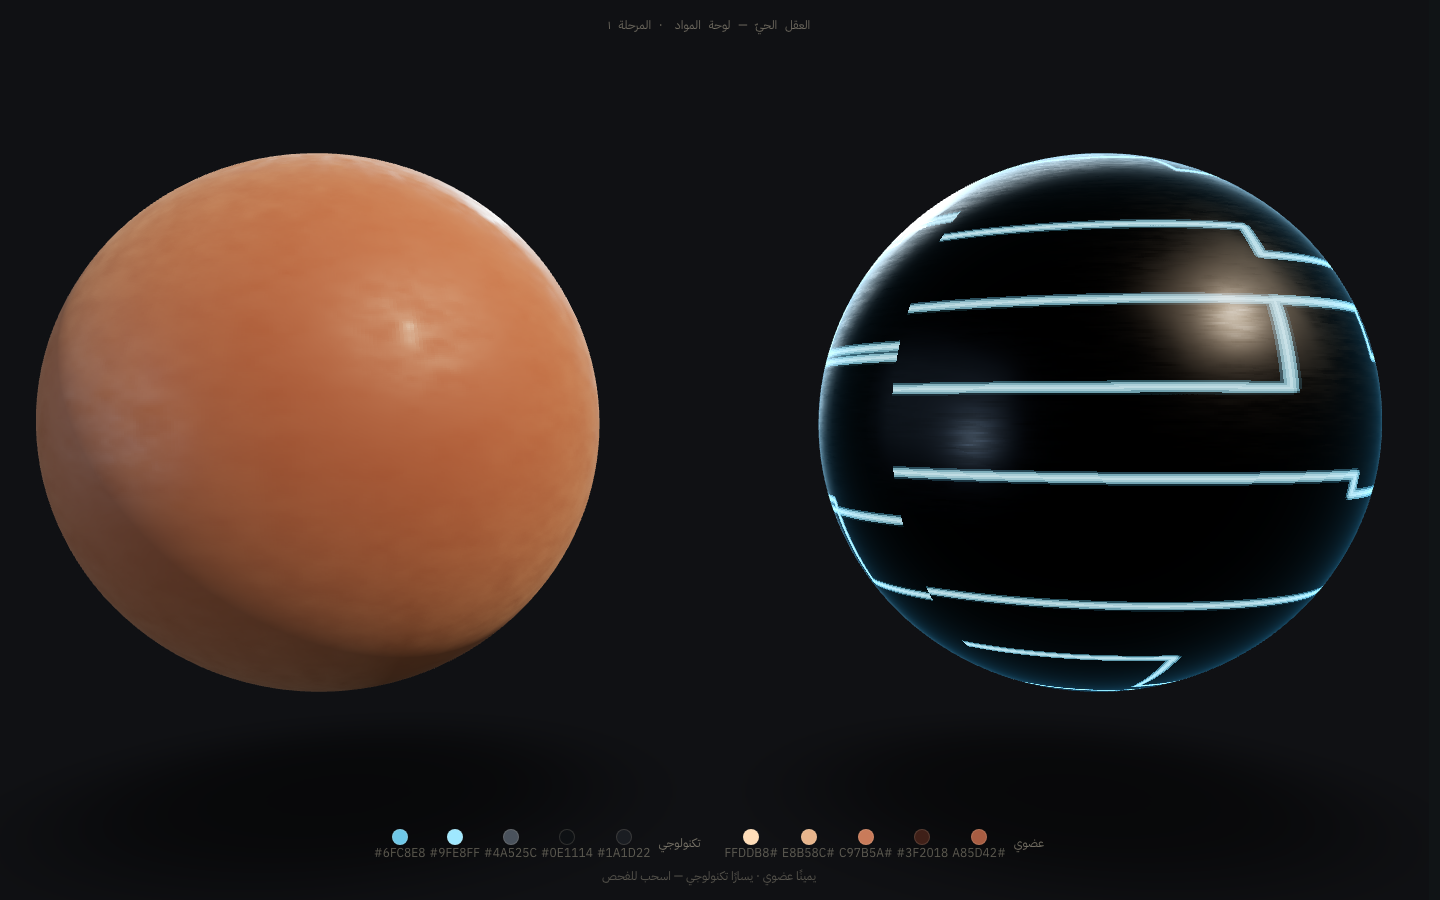 العقل الحيّ — لوحة المواد · المرحلة ١
عضوي A85D42# #3F2018 C97B5A# E8B58C# FFDDB8#
تكنولوجي #1A1D22 #0E1114 #4A525C #9FE8FF #6FC8E8
يمينًا عضوي · يسارًا تكنولوجي — اسحب للفحص